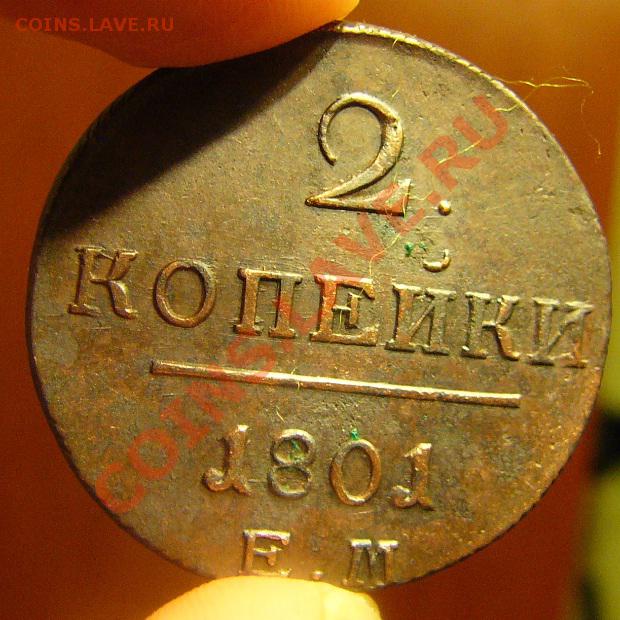 COINS.LAVE.RU
2.
КОПЕЙКИ
1801
Е.М
COINS.LAVE.RU